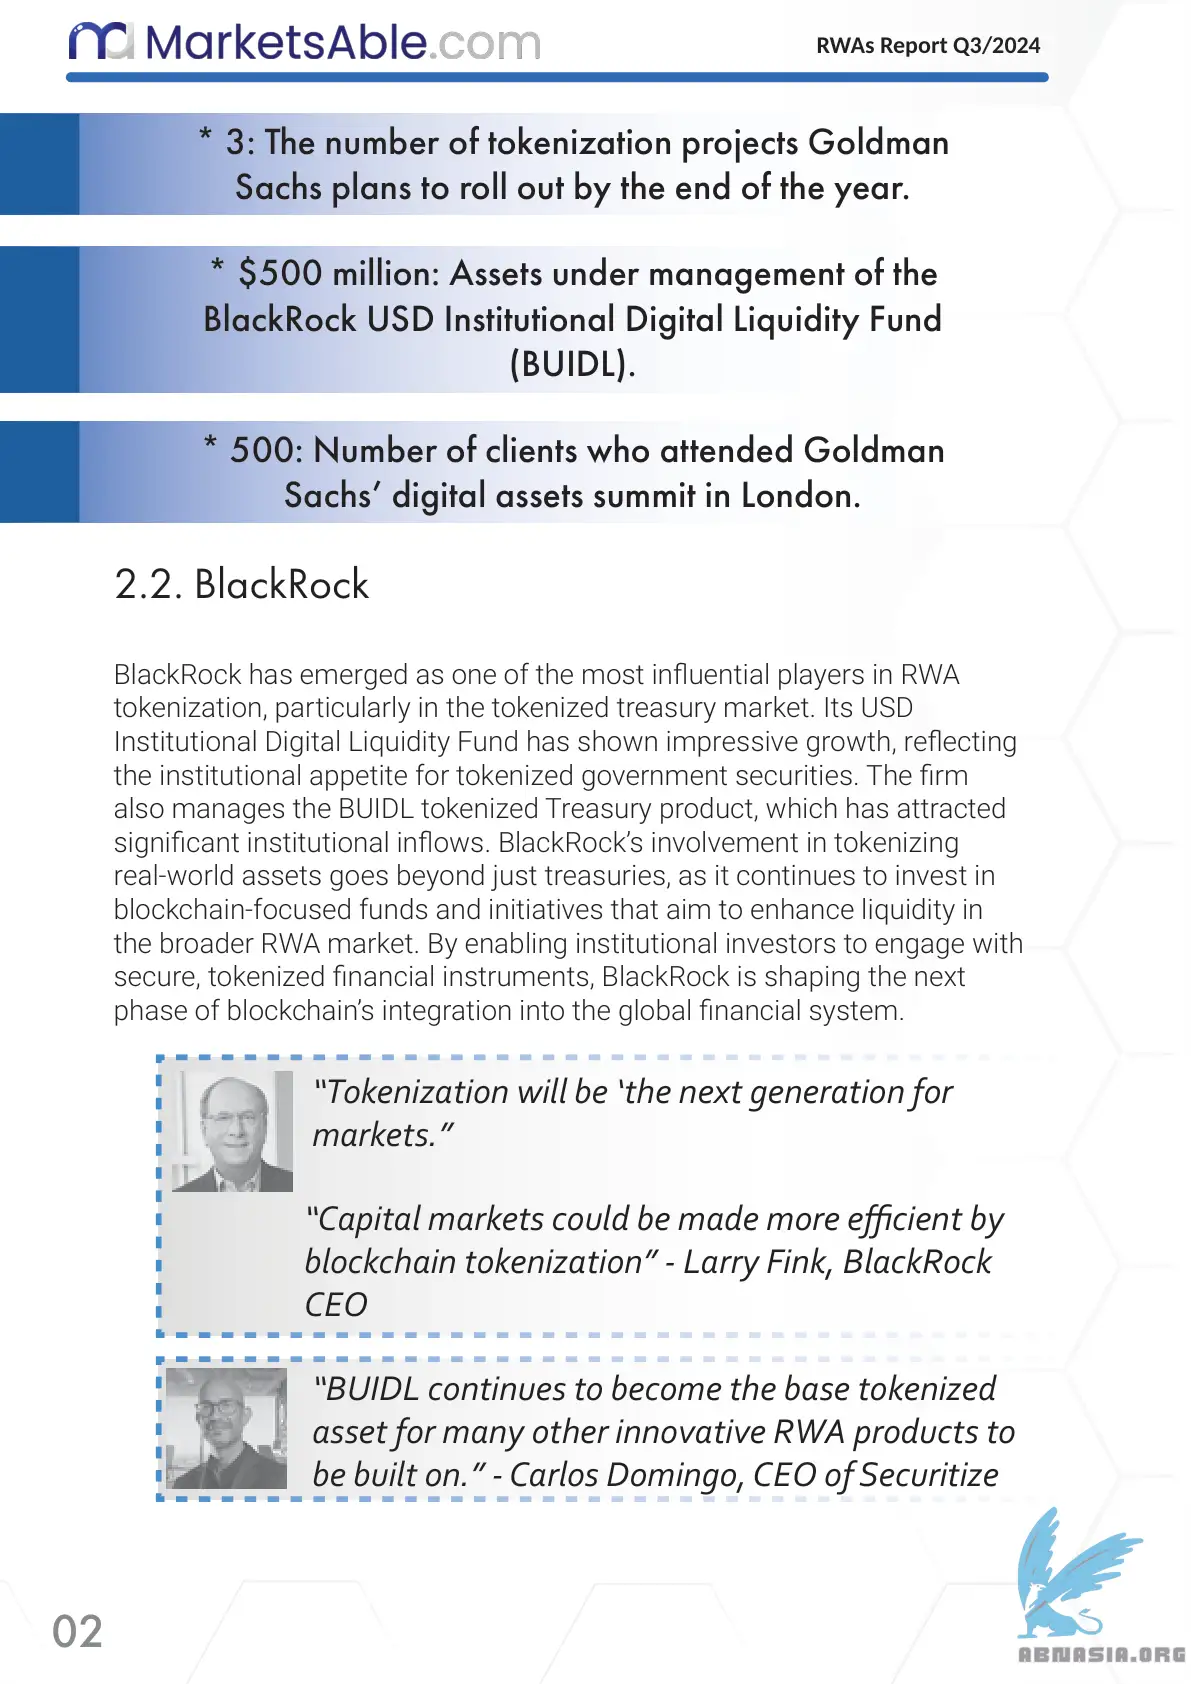 MarketsAble.com
RWAs Report Q3/2024
* 3: The number of tokenization projects Goldman
Sachs plans to roll out by the end of the year.
* $500 million: Assets under management of the
BlackRock USD Institutional Digital Liquidity Fund
(BUIDL).
* 500: Number of clients who attended Goldman
Sachs’ digital assets summit in London.
2.2. BlackRock
BlackRock has emerged as one of the most influential players in RWA
tokenization, particularly in the tokenized treasury market. Its USD
Institutional Digital Liquidity Fund has shown impressive growth, reflecting
the institutional appetite for tokenized government securities. The firm
also manages the BUIDL tokenized Treasury product, which has attracted
significant institutional inflows. BlackRock’s involvement in tokenizing
real-world assets goes beyond just treasuries, as it continues to invest in
blockchain-focused funds and initiatives that aim to enhance liquidity in
the broader RWA market. By enabling institutional investors to engage with
secure, tokenized financial instruments, BlackRock is shaping the next
phase of blockchain’s integration into the global financial system.
“Tokenization will be ‘the next generation for
markets.”
“Capital markets could be made more efficient by
blockchain tokenization” - Larry Fink, BlackRock
CEO
“BUIDL continues to become the base tokenized
asset for many other innovative RWA products to
be built on.” - Carlos Domingo, CEO of Securitize
02
ABNASIA.ORG